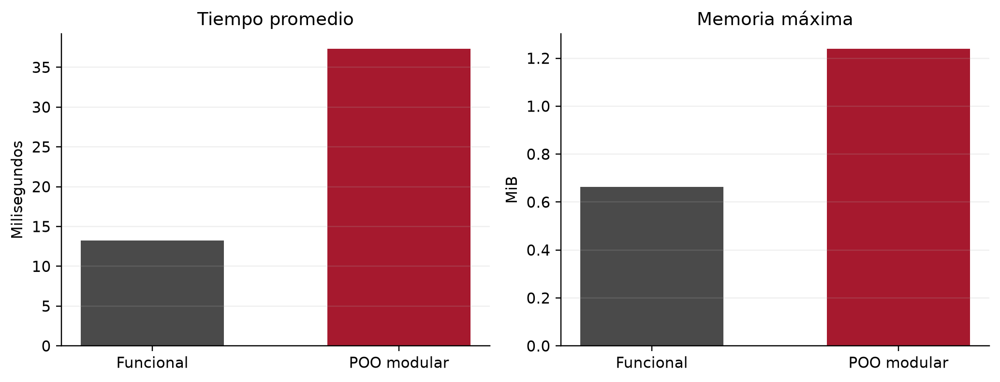 Tiempo promedio
Milisegundos
35
30
25
20
15
10
5
0
Funcional
POO modular
Memoria máxima
MiB
1.2
1.0
0.8
0.6
0.4
0.2
0.0
Funcional
POO modular